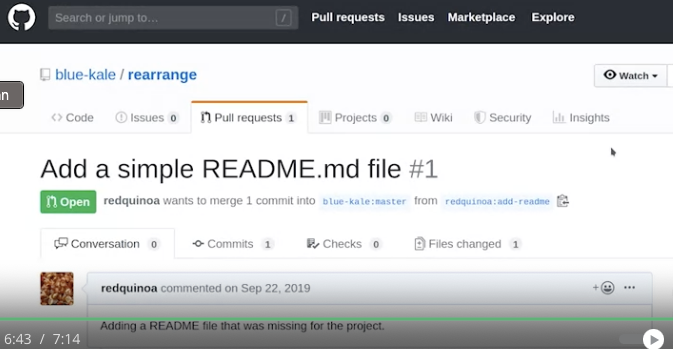 Search or jump to… / Pull requests Issues Marketplace Explore
blue-kale / rearrange Watch
n
Code Issues 0 Pull requests 1 Projects 0 Wiki Security Insights
Add a simple README.md file #1
Open redquinoa wants to merge 1 commit into blue-kale:master from redquinoa:add-readme
Conversation 0 Commits 1 Checks 0 Files changed 1
redquinoa commented on Sep 22, 2019
Adding a README file that was missing for the project.
6:43 / 7:14